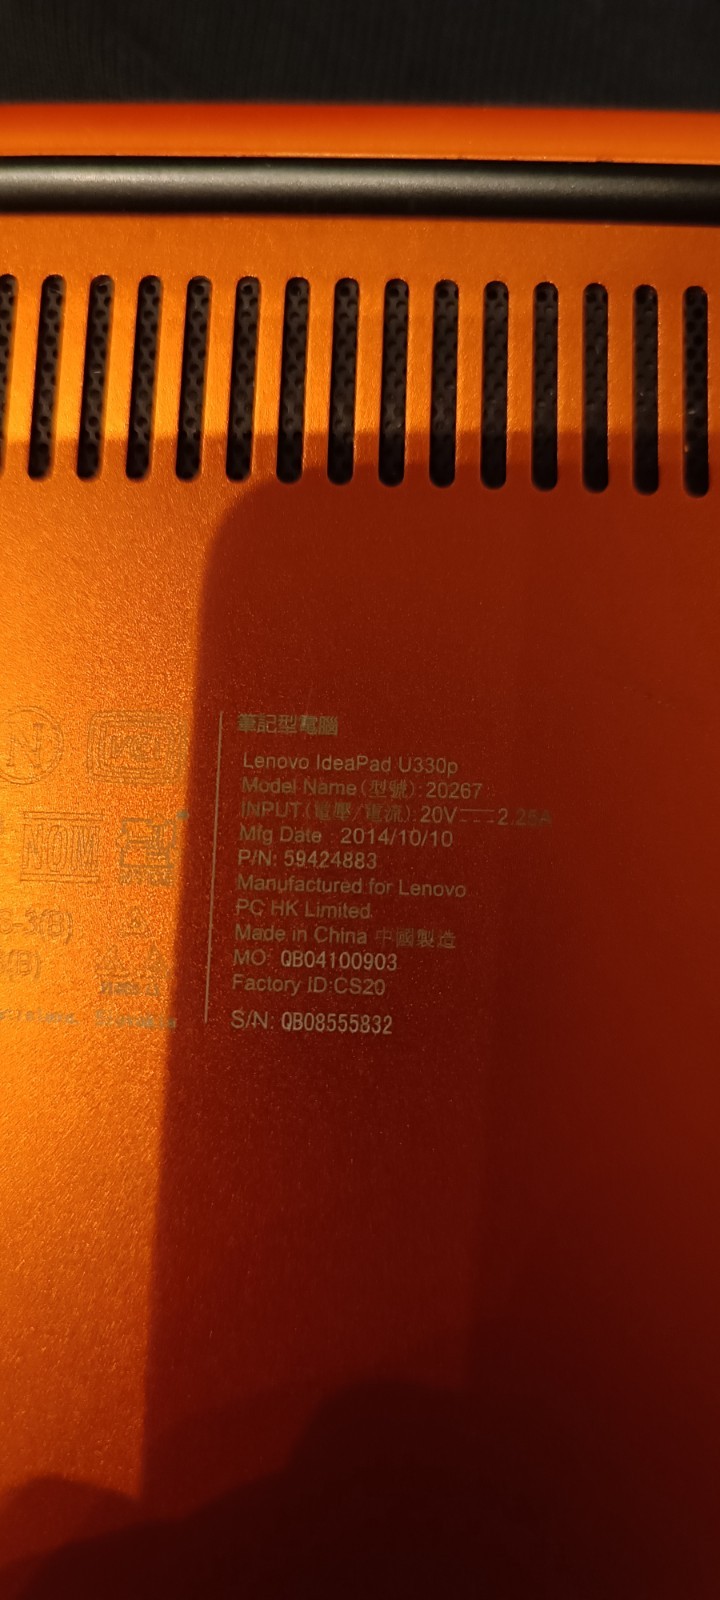 筆記型電腦
Lenovo IdeaPad U330p
Model Name(型號):20267
INPUT(電壓/電流):20V⎓2.25A
Mfg Date : 2014/10/10
P/N: 59424883
Manufactured for Lenovo
PC HK Limited
Made in China 中國製造
MO: QB04100903
Factory ID:CS20
S/N: QB08555832
N
NOM
(B)
(B)